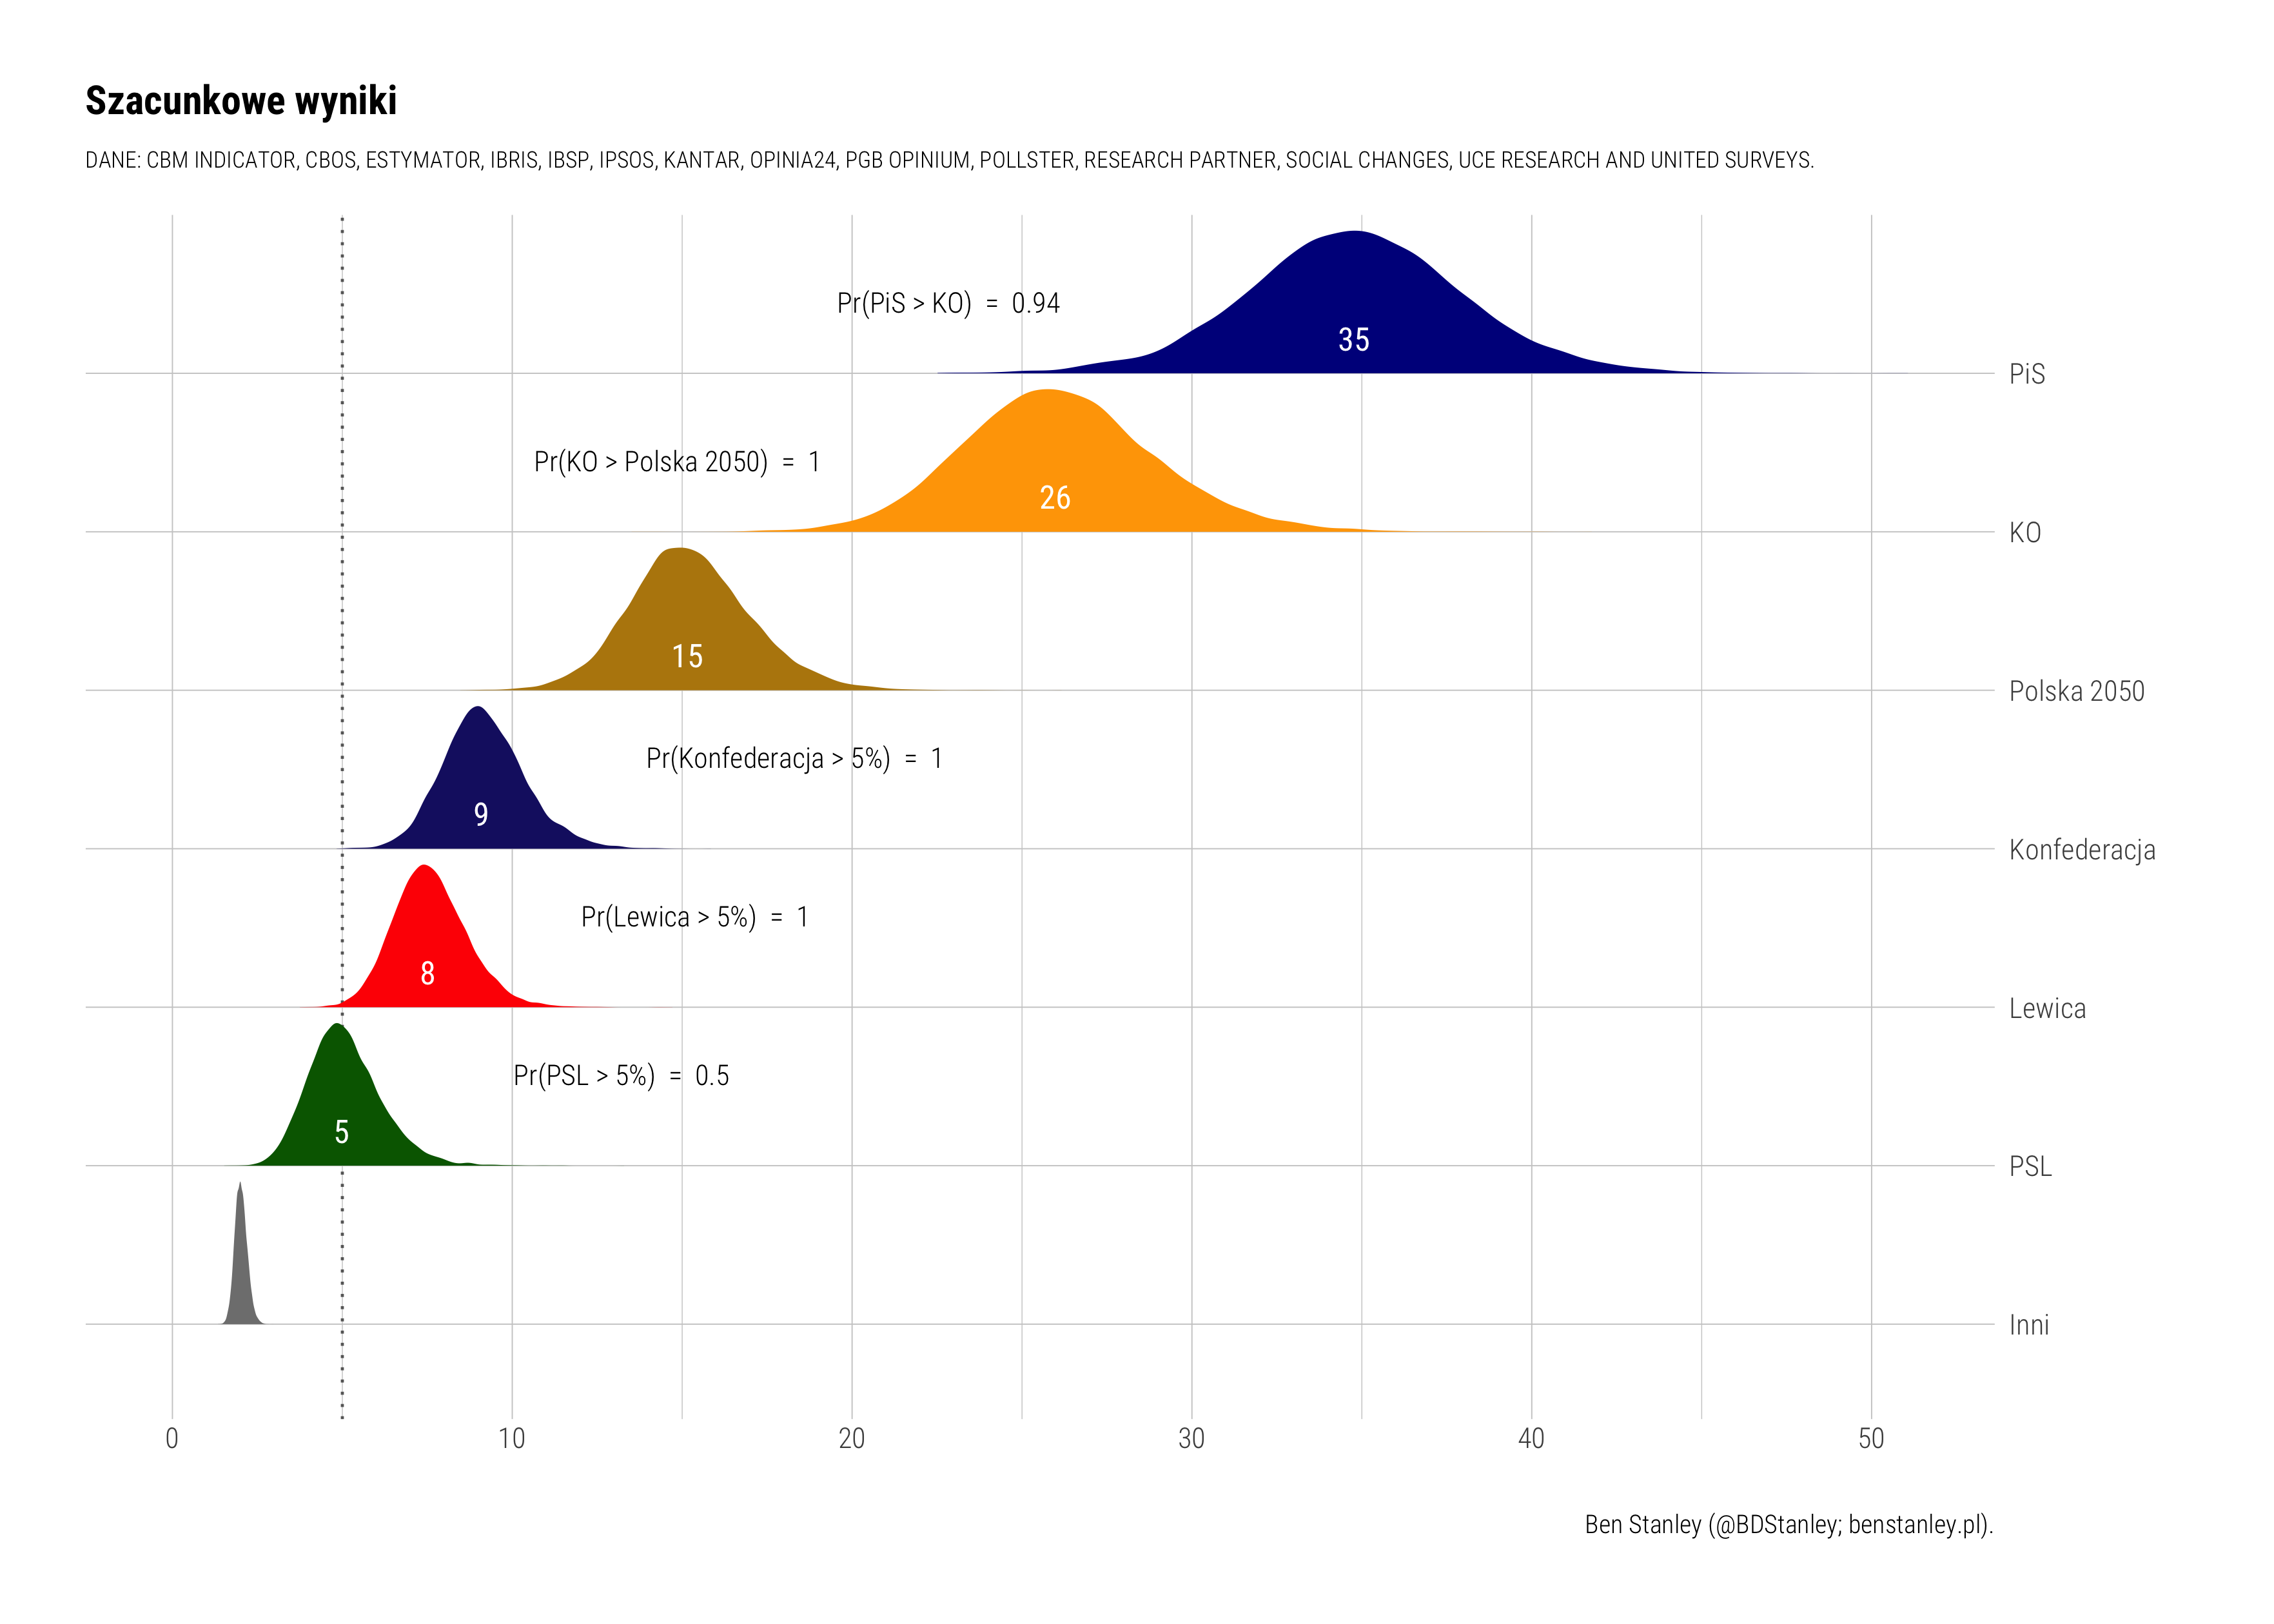 Szacunkowe wyniki
DANE: CBM INDICATOR, CBOS, ESTYMATOR, IBRIS, IBSP, IPSOS, KANTAR, OPINIA24, PGB OPINIUM, POLLSTER, RESEARCH PARTNER, SOCIAL CHANGES, UCE RESEARCH AND UNITED SURVEYS.
Pr(PiS > KO) = 0.94
35
PiS
Pr(KO > Polska 2050) = 1
26
KO
15
Polska 2050
Pr(Konfederacja > 5%) = 1
9
Konfederacja
Pr(Lewica > 5%) = 1
8
Lewica
Pr(PSL > 5%) = 0.5
5
PSL
Inni
0 10 20 30 40 50
Ben Stanley (@BDStanley; benstanley.pl).